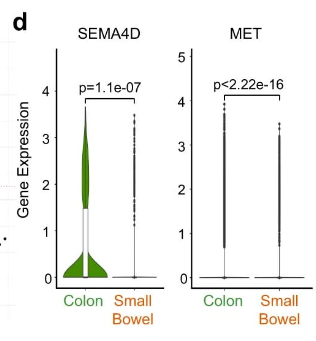 d
SEMA4D
MET
Gene Expression
4
3
2
1
0
p=1.1e-07
Colon
Small
Bowel
5
4
3
2
1
0
p<2.22e-16
Colon
Small
Bowel